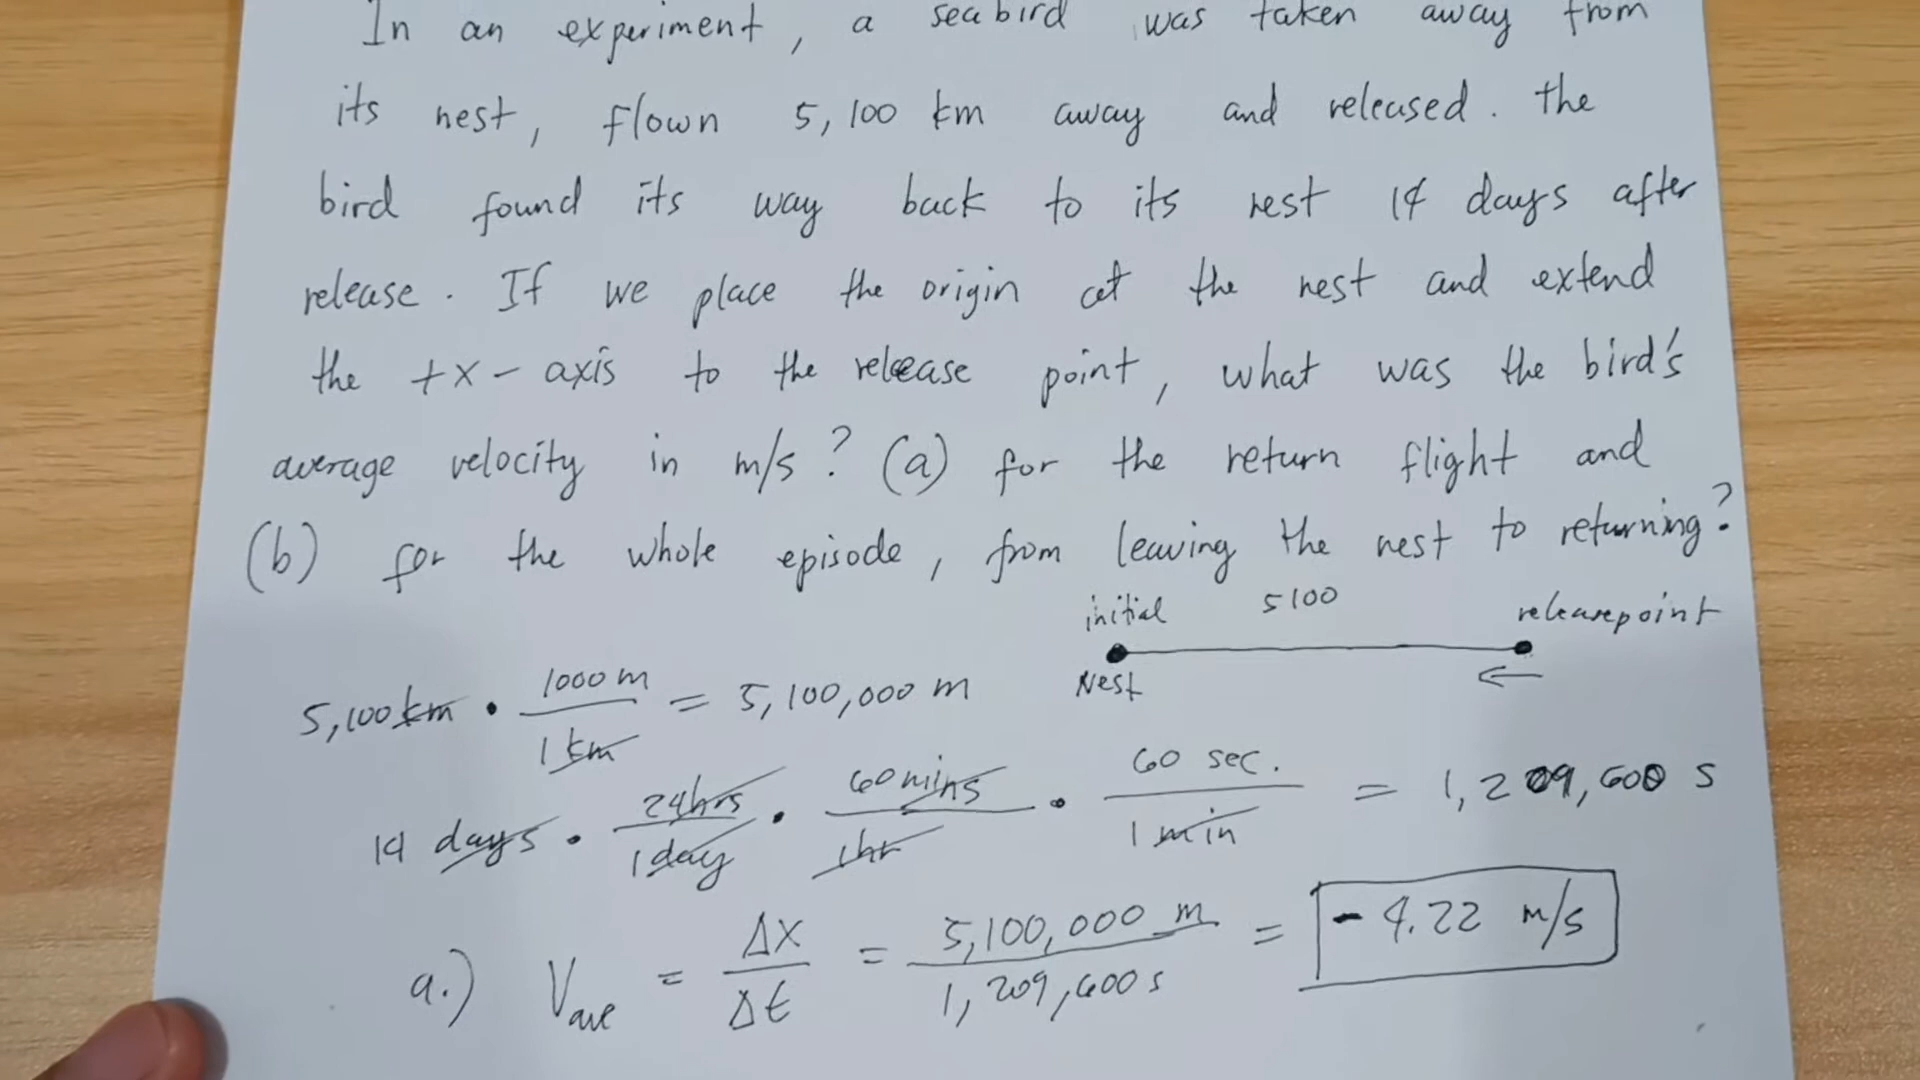 In an experiment, a seabird was taken away from
its nest, flown 5,100 km away and released. the
bird found its way back to its nest 14 days after
release. If we place the origin at the nest and extend
the +x-axis to the release point, what was the bird's
average velocity in m/s? (a) for the return flight and
(b) for the whole episode, from leaving the nest to returning?
initial 5100 releasepoint
Nest ←
5,100 km • 1000 m / 1 km = 5,100,000 m
14 days • 24hrs / 1day • 60 mins / 1hr • 60 sec. / 1 min = 1,209,600 s
a.) Vave = Δx / Δt = 5,100,000 m / 1,209,600 s = - 4.22 m/s